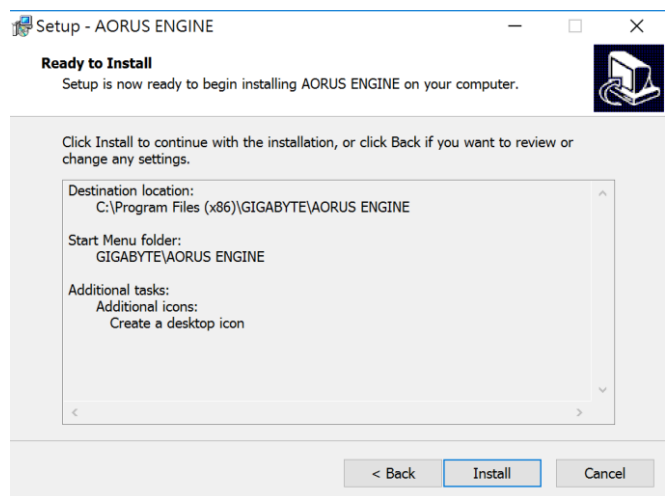 Setup - AORUS ENGINE
Ready to Install
Setup is now ready to begin installing AORUS ENGINE on your computer.
Click Install to continue with the installation, or click Back if you want to review or
change any settings.
Destination location:
C:\Program Files (x86)\GIGABYTE\AORUS ENGINE
Start Menu folder:
GIGABYTE\AORUS ENGINE
Additional tasks:
Additional icons:
Create a desktop icon
< Back
Install
Cancel